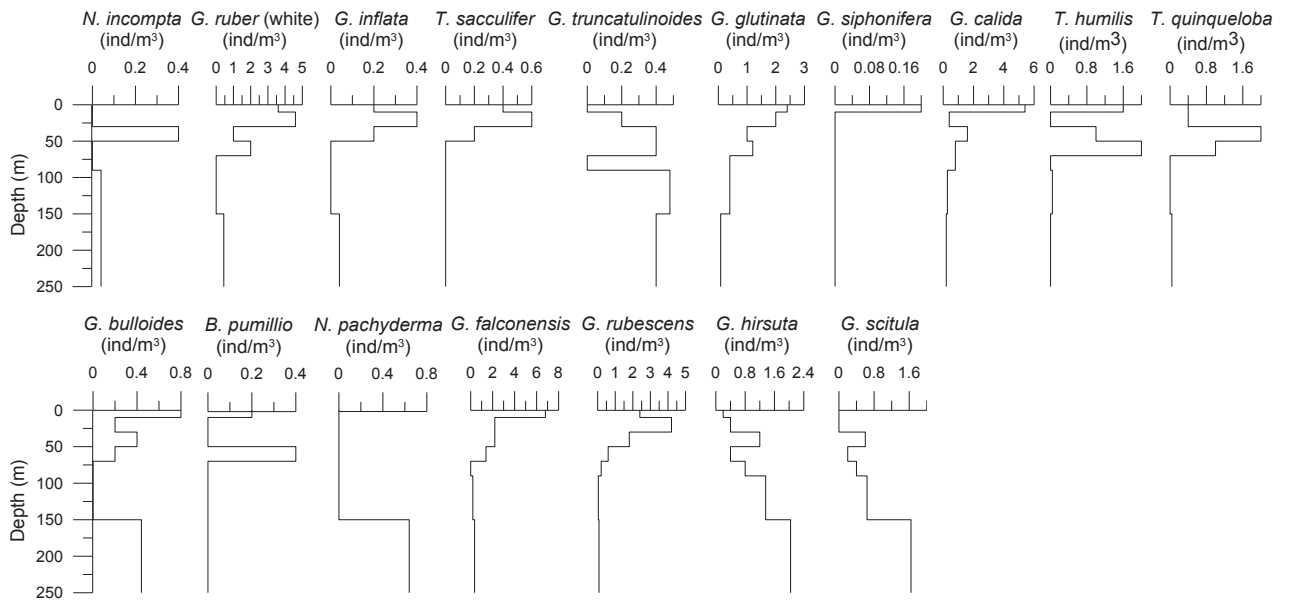 N. incompta G. ruber (white) G. inflata T. sacculifer G. truncatulinoides G. glutinata G. siphonifera G. calida T. humilis T. quinqueloba
(ind/m³) (ind/m³) (ind/m³) (ind/m³) (ind/m³) (ind/m³) (ind/m³) (ind/m³) (ind/m³) (ind/m³)
0 0.2 0.4 0 1 2 3 4 5 0 0.2 0.4 0 0.2 0.4 0.6 0 0.2 0.4 0 1 2 3 0 0.08 0.16 0 2 4 6 0 0.8 1.6 0 0.8 1.6
0
50
100
150
200
250
Depth (m)
G. bulloides B. pumillio N. pachyderma G. falconensis G. rubescens G. hirsuta G. scitula
(ind/m³) (ind/m³) (ind/m³) (ind/m³) (ind/m³) (ind/m³) (ind/m³)
0 0.4 0.8 0 0.2 0.4 0 0.4 0.8 0 2 4 6 8 0 1 2 3 4 5 0 0.8 1.6 2.4 0 0.8 1.6
0
50
100
150
200
250
Depth (m)